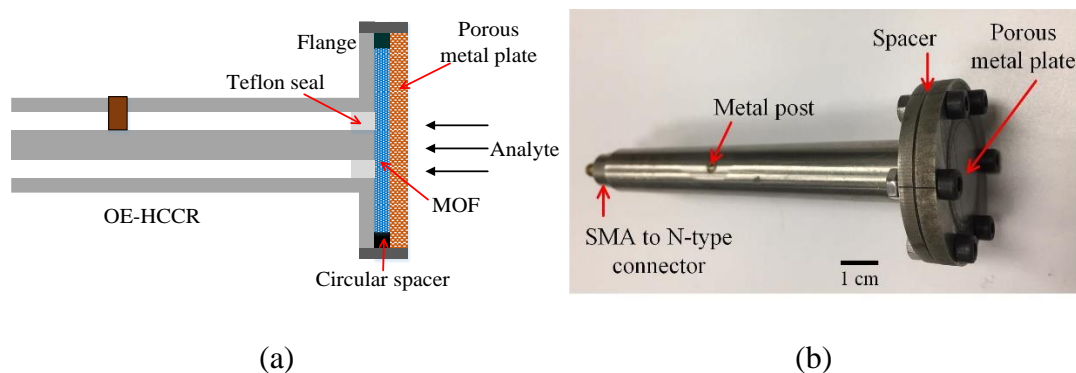 Flange
Porous
metal plate
Teflon seal
Analyte
MOF
OE-HCCR
Circular spacer
(a)
Spacer
Porous
metal plate
Metal post
SMA to N-type
connector
1 cm
(b)